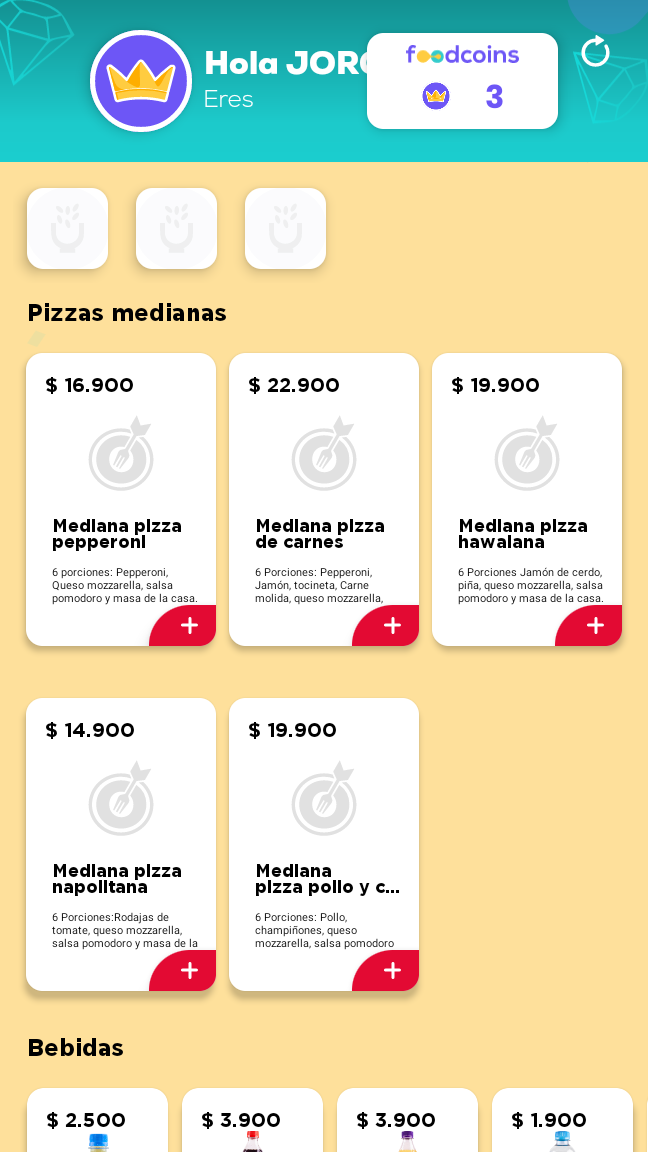 Hola JORG
Eres
foodcoins
3
Pizzas medianas
$ 16.900
Mediana pizza
pepperoni
6 porciones: Pepperoni,
Queso mozzarella, salsa
pomodoro y masa de la casa.
+
$ 22.900
Mediana pizza
de carnes
6 Porciones: Pepperoni,
Jamón, tocineta, Carne
molida, queso mozzarella,
+
$ 19.900
Mediana pizza
hawaiana
6 Porciones Jamón de cerdo,
piña, queso mozzarella, salsa
pomodoro y masa de la casa.
+
$ 14.900
Mediana pizza
napolitana
6 Porciones:Rodajas de
tomate, queso mozzarella,
salsa pomodoro y masa de la
+
$ 19.900
Mediana
pizza pollo y c...
6 Porciones: Pollo,
champiñones, queso
mozzarella, salsa pomodoro
+
Bebidas
$ 2.500
$ 3.900
$ 3.900
$ 1.900